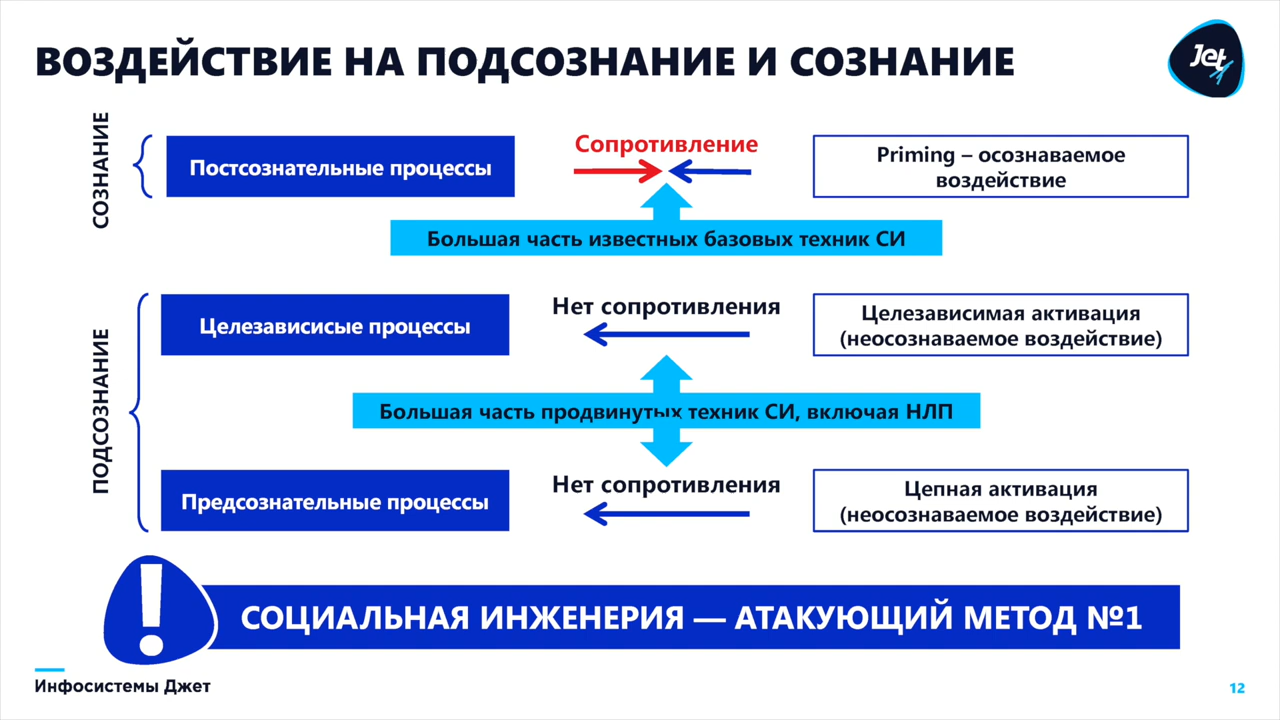 ВОЗДЕЙСТВИЕ НА ПОДСОЗНАНИЕ И СОЗНАНИЕ
Jet
СОЗНАНИЕ
Постсознательные процессы
Сопротивление
Priming – осознаваемое
воздействие
Большая часть известных базовых техник СИ
ПОДСОЗНАНИЕ
Целезависисые процессы
Нет сопротивления
Целезависимая активация
(неосознаваемое воздействие)
Большая часть продвинутых техник СИ, включая НЛП
Предсознательные процессы
Нет сопротивления
Цепная активация
(неосознаваемое воздействие)
!
СОЦИАЛЬНАЯ ИНЖЕНЕРИЯ — АТАКУЮЩИЙ МЕТОД №1
Инфосистемы Джет
12